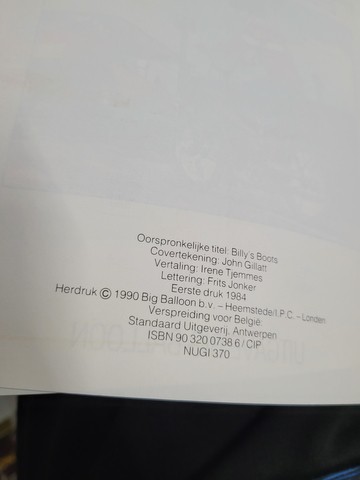 Oorspronkelijke titel: Billy's Boots
Covertekening: John Gillatt
Vertaling: Irene Tjemmes
Lettering: Frits Jonker
Eerste druk 1984
Herdruk © 1990 Big Balloon b.v. – Heemstede/I.P.C. – Londen
Verspreiding voor België:
Standaard Uitgeverij, Antwerpen
ISBN 90 320 0738 6 / CIP
NUGI 370